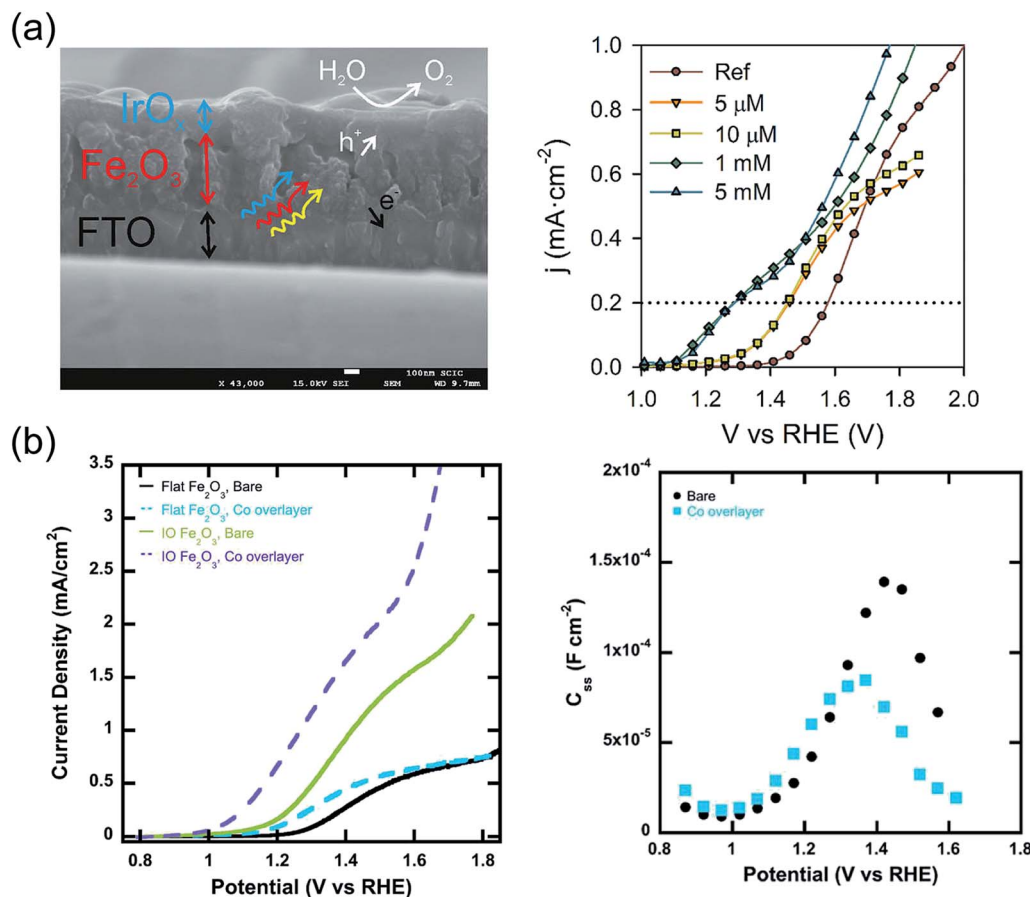 (a)
H₂O O₂
IrOₓ
h⁺
Fe₂O₃
e⁻
FTO
100nm SCIC
X 43,000 15.0kV SEI SEM WD 9.7mm
1.0
0.8
0.6
0.4
0.2
0.0
j (mA·cm⁻²)
Ref
5 μM
10 μM
1 mM
5 mM
1.0 1.2 1.4 1.6 1.8 2.0
V vs RHE (V)
(b)
3.5
3
2.5
2
1.5
1
0.5
0
Current Density (mA/cm²)
Flat Fe₂O₃, Bare
Flat Fe₂O₃, Co overlayer
IO Fe₂O₃, Bare
IO Fe₂O₃, Co overlayer
0.8 1 1.2 1.4 1.6 1.8
Potential (V vs RHE)
2x10⁻⁴
1.5x10⁻⁴
1x10⁻⁴
5x10⁻⁵
0x10⁰
C_ss (F cm⁻²)
Bare
Co overlayer
0.8 1 1.2 1.4 1.6 1.8
Potential (V vs RHE)